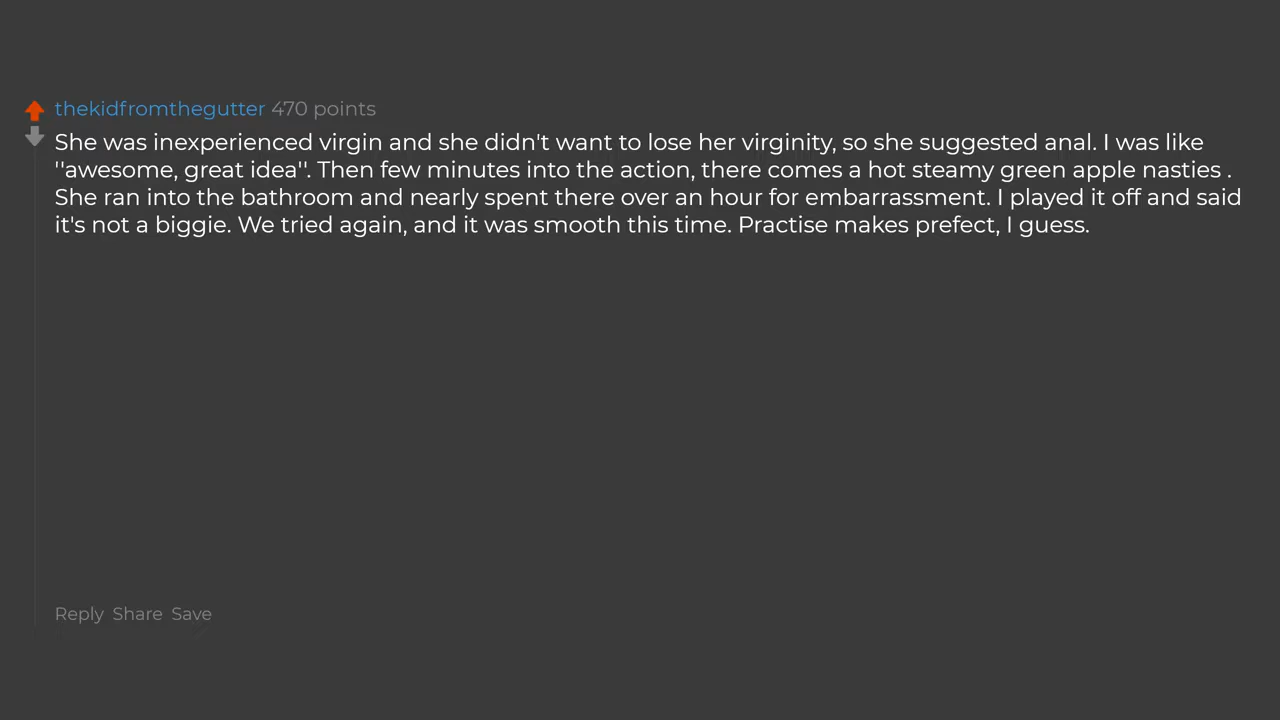 thekidfromthegutter 470 points
She was inexperienced virgin and she didn't want to lose her virginity, so she suggested anal. I was like
''awesome, great idea''. Then few minutes into the action, there comes a hot steamy green apple nasties .
She ran into the bathroom and nearly spent there over an hour for embarrassment. I played it off and said
it's not a biggie. We tried again, and it was smooth this time. Practise makes prefect, I guess.
Reply Share Save